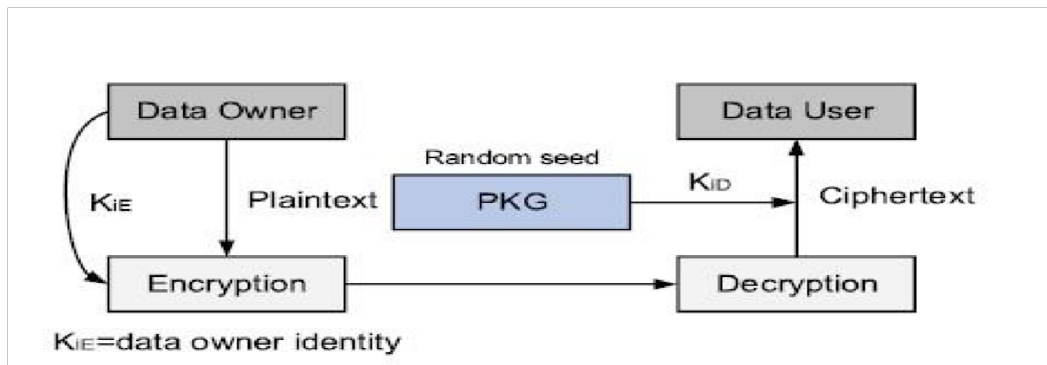 Data Owner
Data User
Random seed
KiE
Plaintext
PKG
KiD
Ciphertext
Encryption
Decryption
KiE=data owner identity